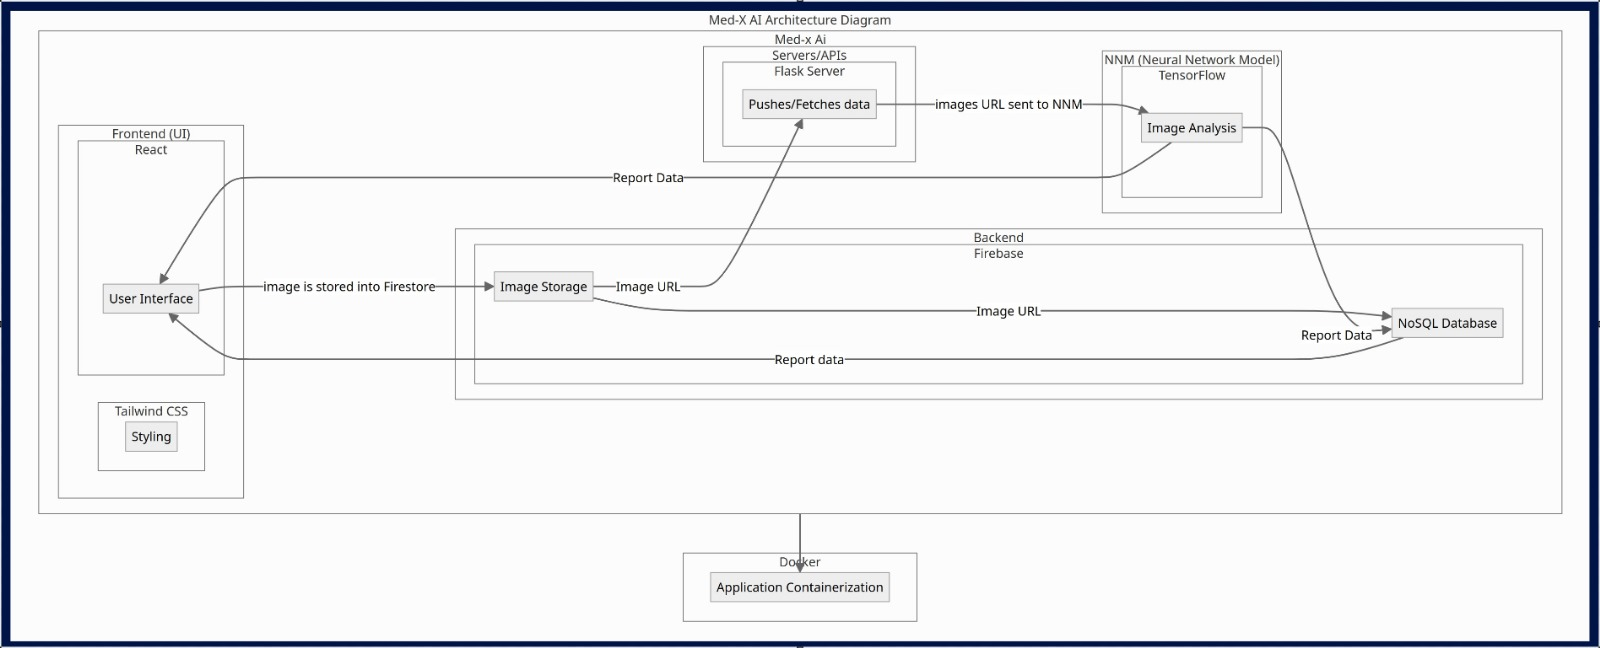 Med-X AI Architecture Diagram
Med-x Ai
Servers/APIs
Flask Server
Pushes/Fetches data
images URL sent to NNM
NNM (Neural Network Model)
TensorFlow
Image Analysis
Frontend (UI)
React
Report Data
User Interface
image is stored into Firestore
Backend
Firebase
Image Storage
Image URL
Image URL
NoSQL Database
Report Data
Report data
Tailwind CSS
Styling
Docker
Application Containerization